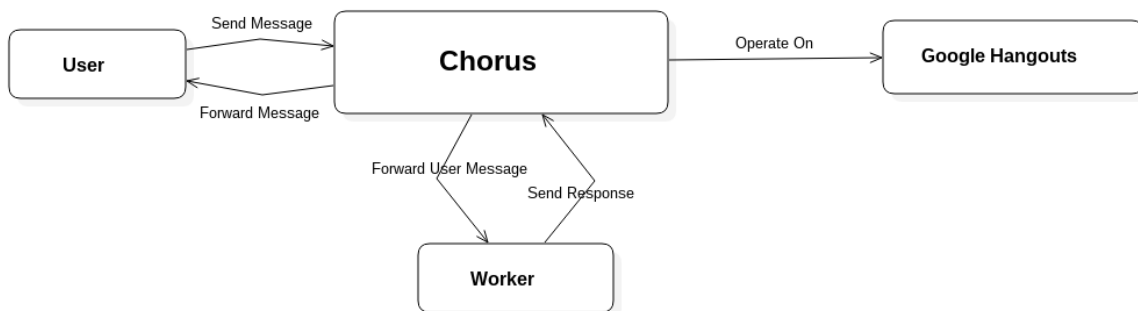 Send Message
User
Chorus
Operate On
Google Hangouts
Forward Message
Forward User Message
Send Response
Worker